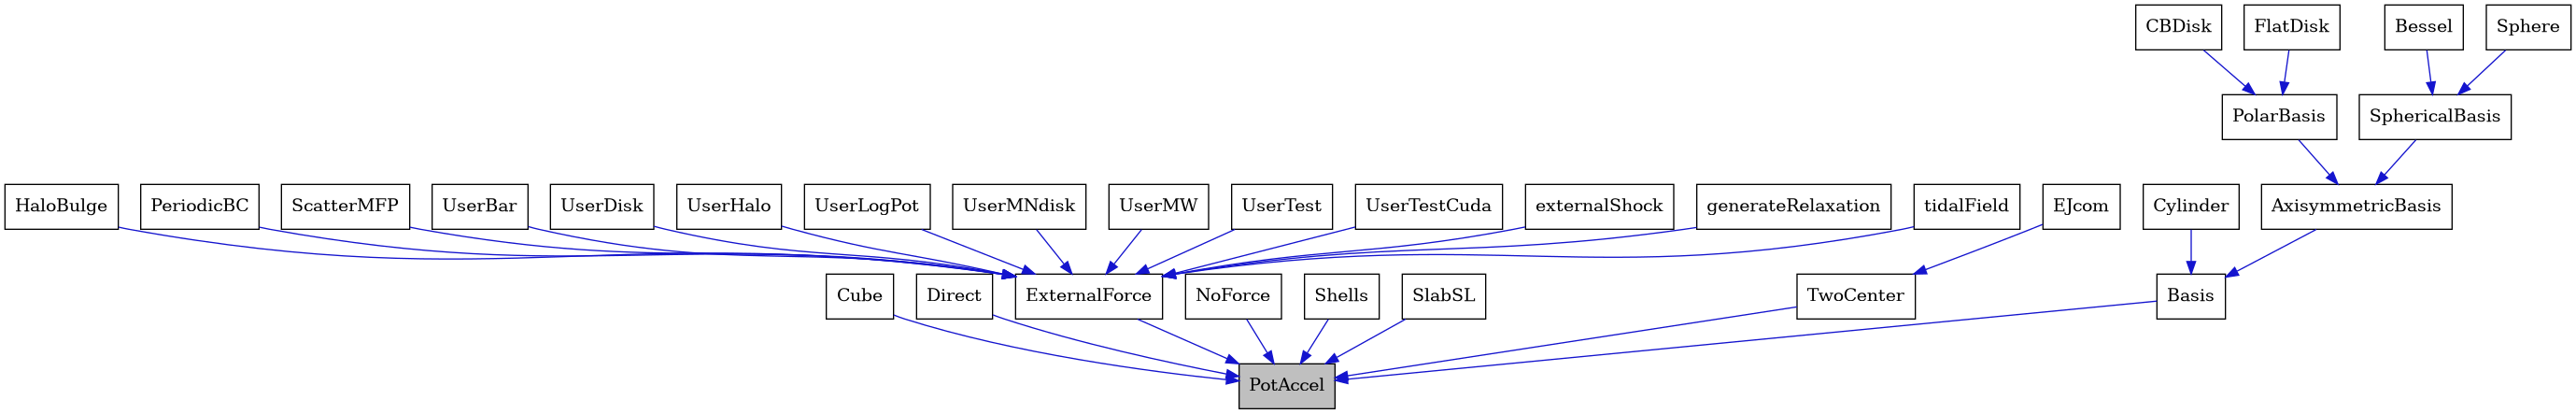 CBDisk
FlatDisk
Bessel
Sphere
PolarBasis
SphericalBasis
HaloBulge
PeriodicBC
ScatterMFP
UserBar
UserDisk
UserHalo
UserLogPot
UserMNdisk
UserMW
UserTest
UserTestCuda
externalShock
generateRelaxation
tidalField
EJcom
Cylinder
AxisymmetricBasis
Cube
Direct
ExternalForce
NoForce
Shells
SlabSL
TwoCenter
Basis
PotAccel